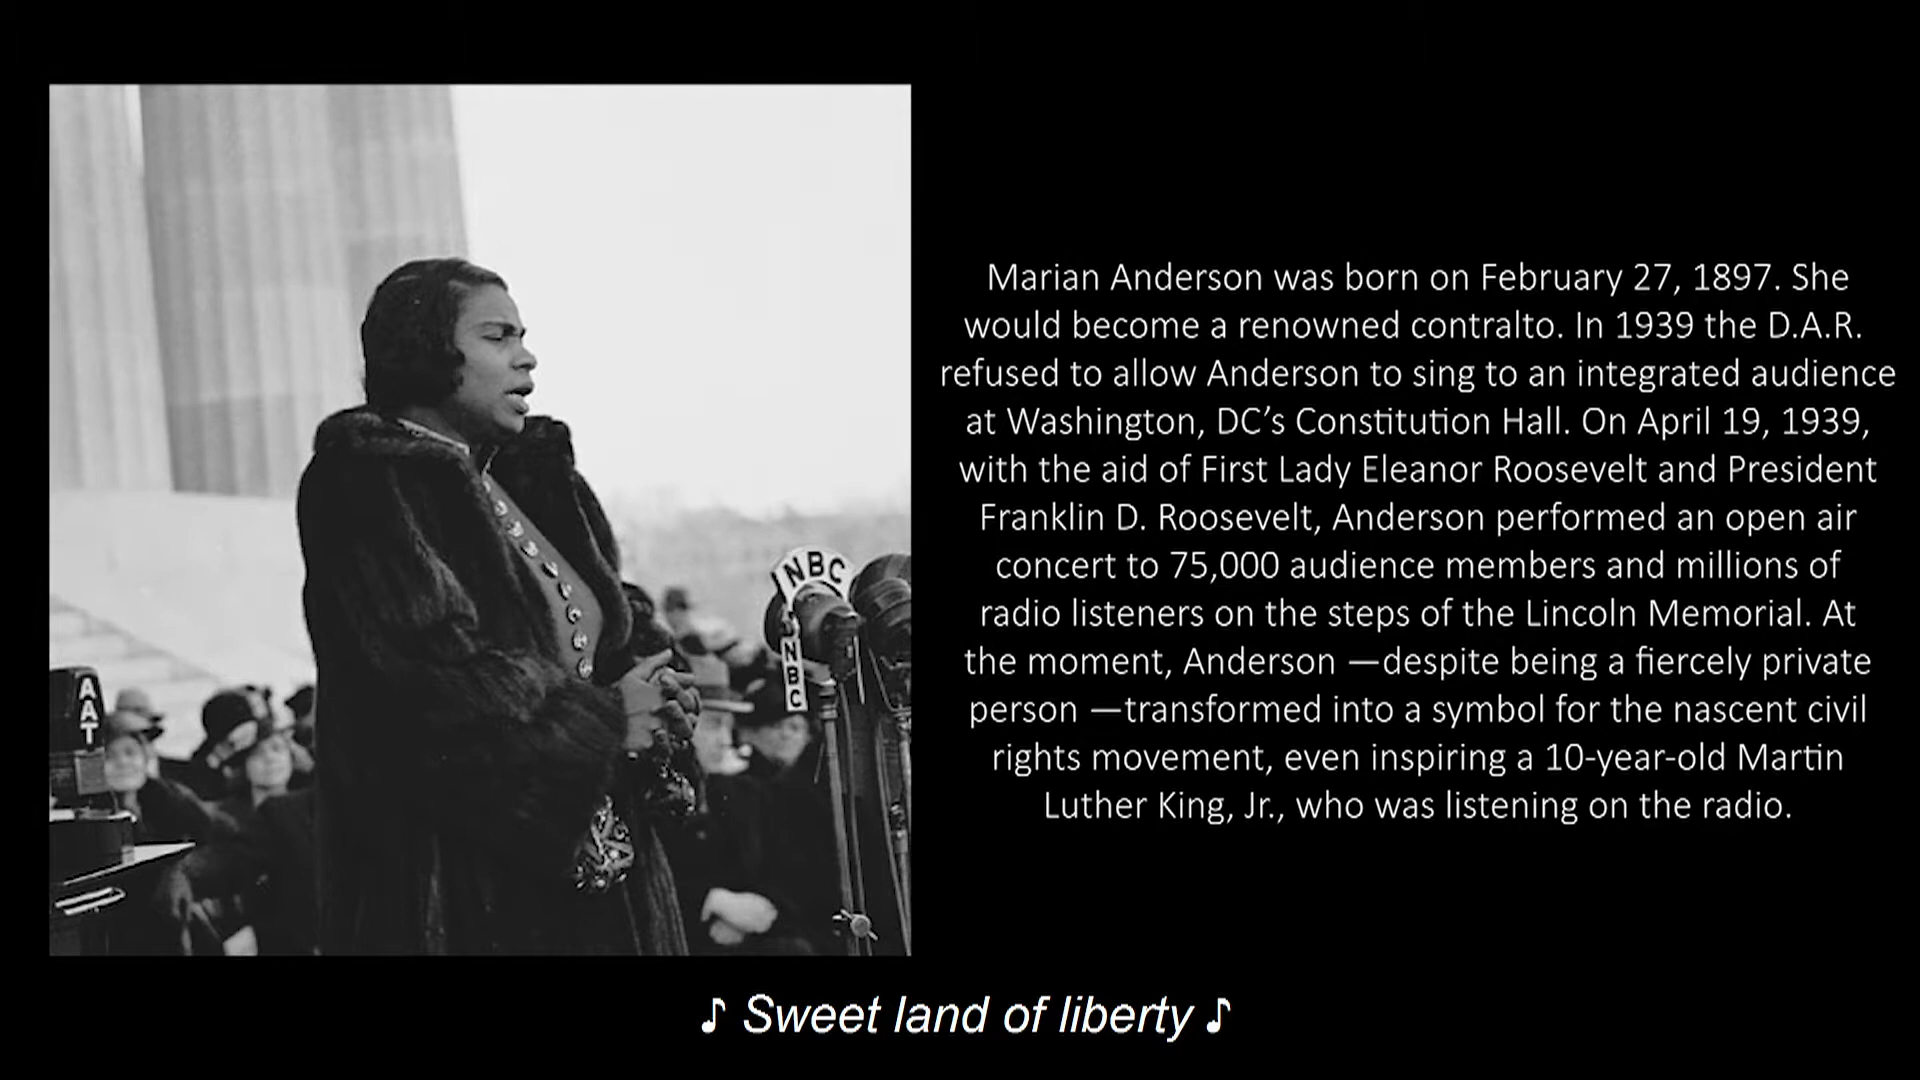 Marian Anderson was born on February 27, 1897. She
would become a renowned contralto. In 1939 the D.A.R.
refused to allow Anderson to sing to an integrated audience
at Washington, DC’s Constitution Hall. On April 19, 1939,
with the aid of First Lady Eleanor Roosevelt and President
Franklin D. Roosevelt, Anderson performed an open air
concert to 75,000 audience members and millions of
radio listeners on the steps of the Lincoln Memorial. At
the moment, Anderson —despite being a fiercely private
person —transformed into a symbol for the nascent civil
rights movement, even inspiring a 10-year-old Martin
Luther King, Jr., who was listening on the radio.
NBC
NBC
AAT
♪ Sweet land of liberty ♪